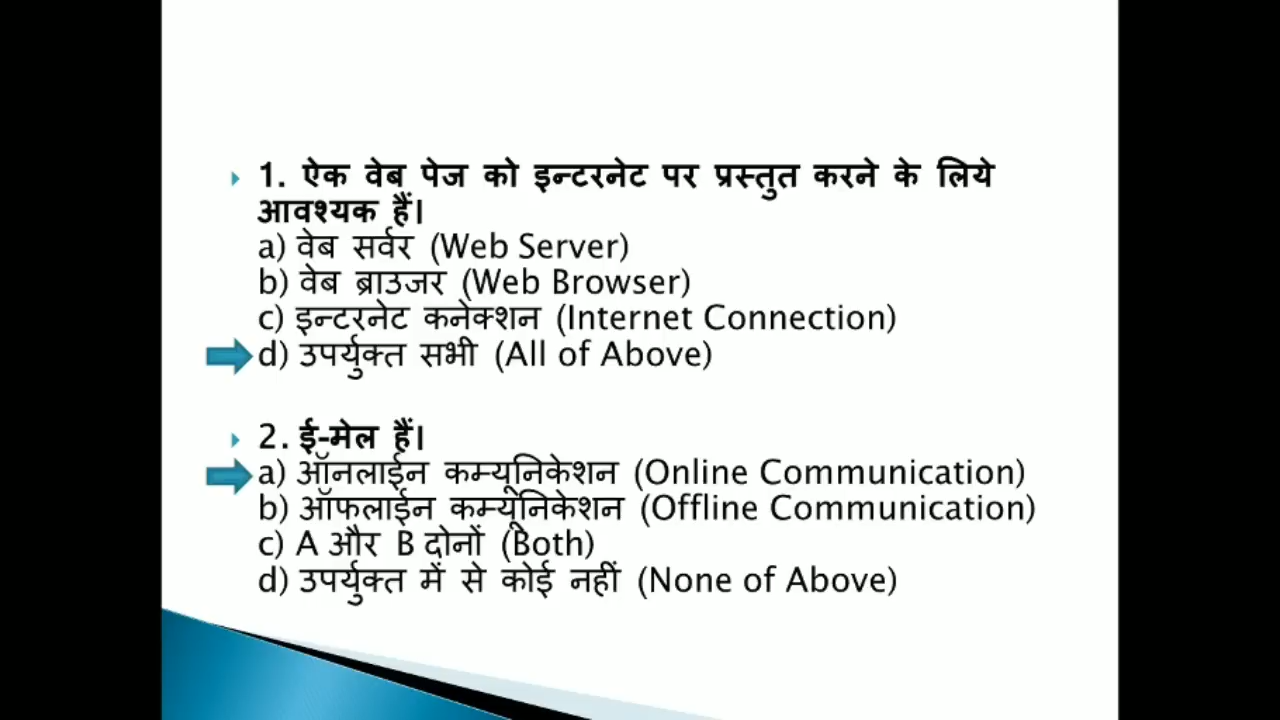 1. ऐक वेब पेज को इन्टरनेट पर प्रस्तुत करने के लिये
आवश्यक हैं।
a) वेब सर्वर (Web Server)
b) वेब ब्राउजर (Web Browser)
c) इन्टरनेट कनेक्शन (Internet Connection)
d) उपर्युक्त सभी (All of Above)
2. ई-मेल हैं।
a) ऑनलाईन कम्यूनिकेशन (Online Communication)
b) ऑफलाईन कम्यूनिकेशन (Offline Communication)
c) A और B दोनों (Both)
d) उपर्युक्त में से कोई नहीं (None of Above)